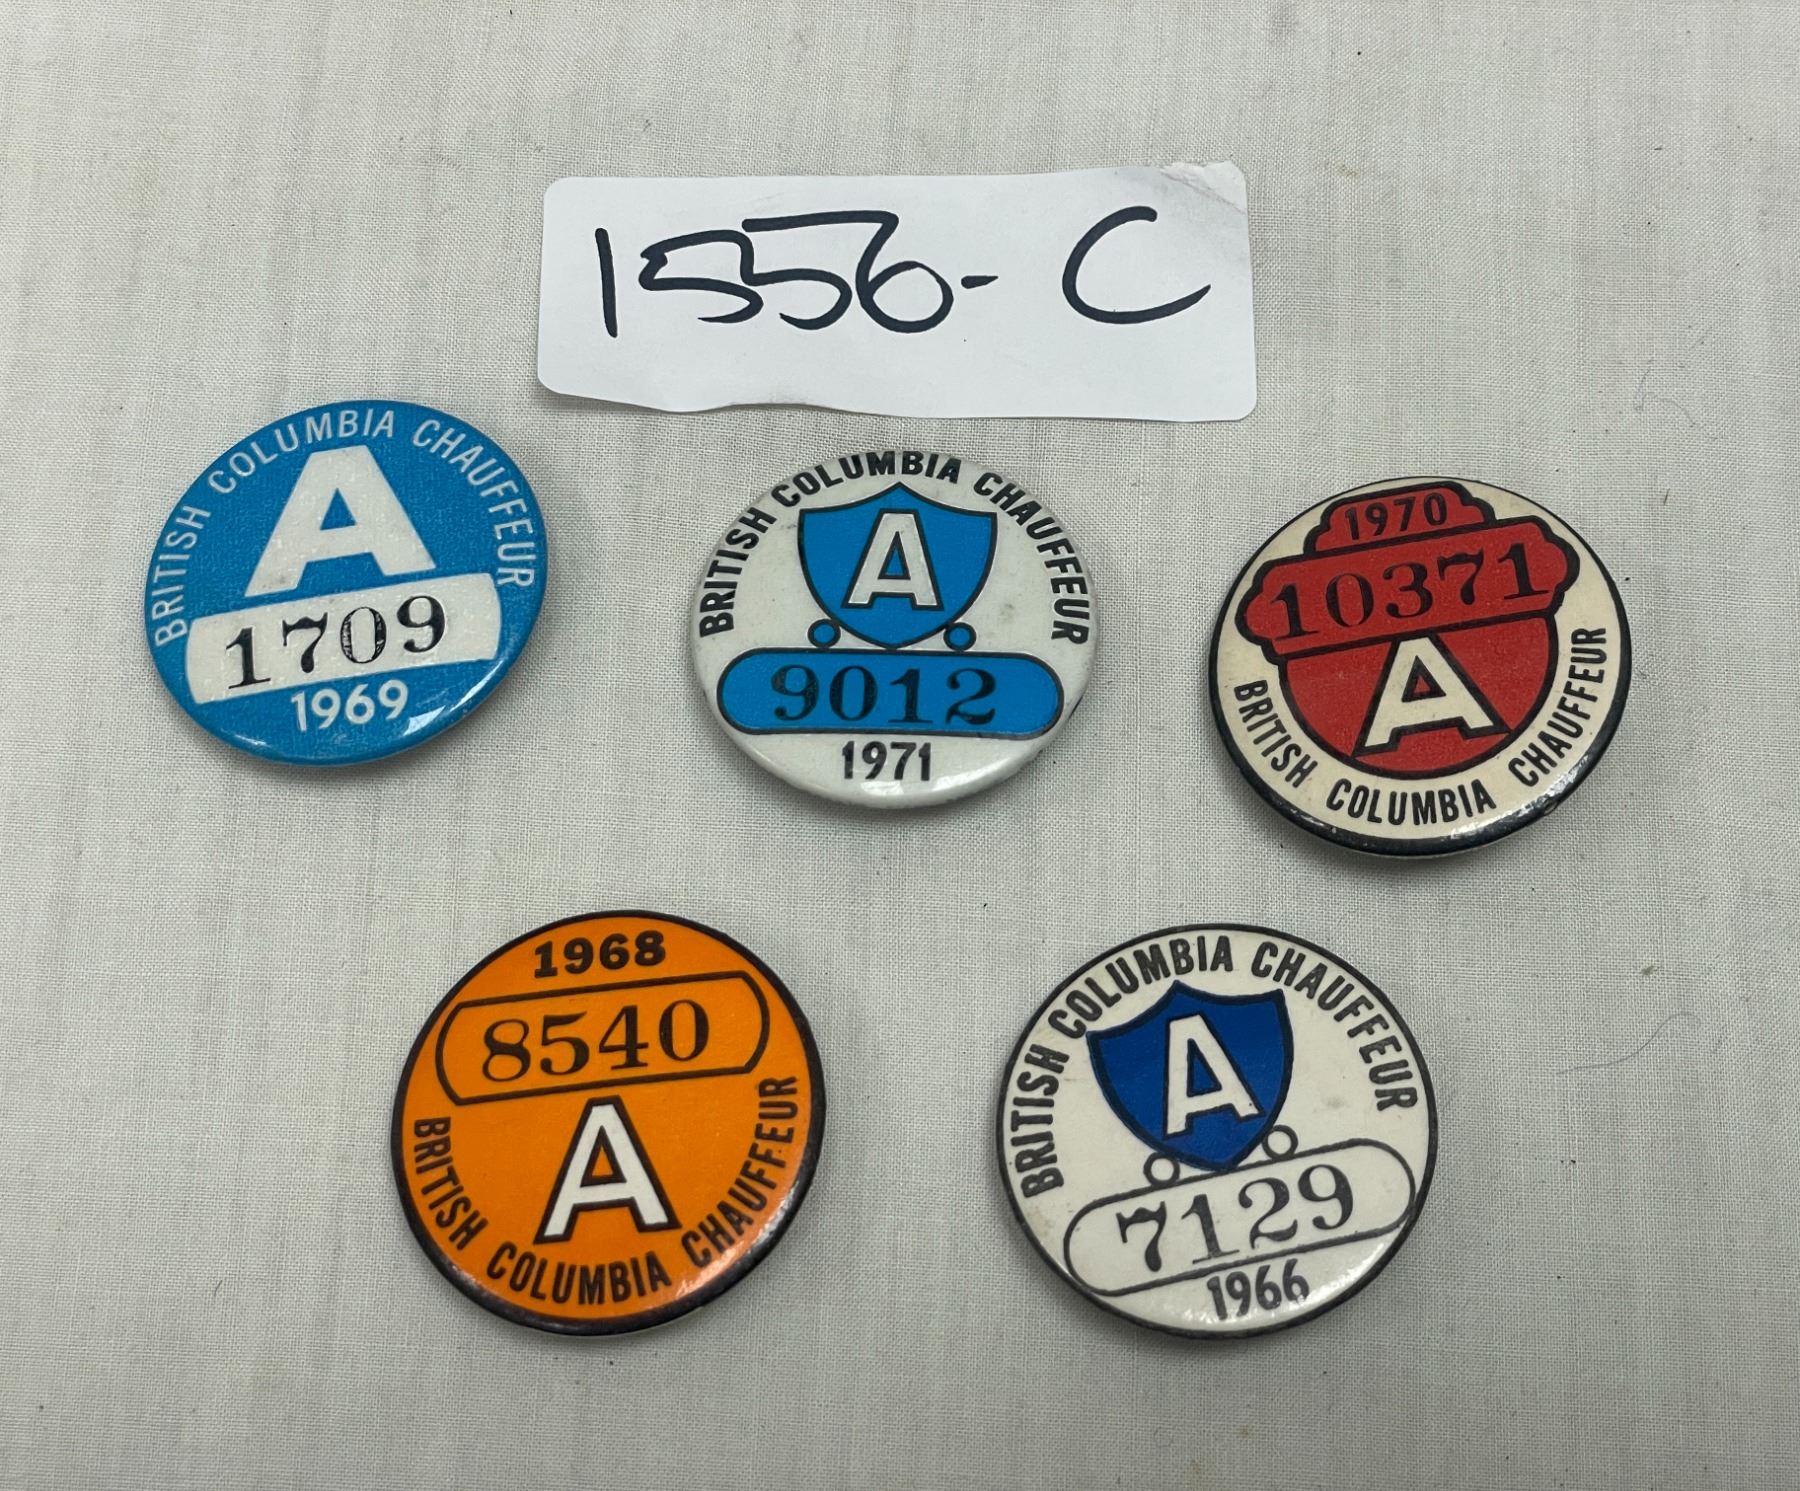 1556-C
BRITISH COLUMBIA CHAUFFEUR
A
1709
1969
BRITISH COLUMBIA CHAUFFEUR
A
9012
1971
1970
10371
A
BRITISH COLUMBIA CHAUFFEUR
1968
8540
A
BRITISH COLUMBIA CHAUFFEUR
BRITISH COLUMBIA CHAUFFEUR
A
7129
1966